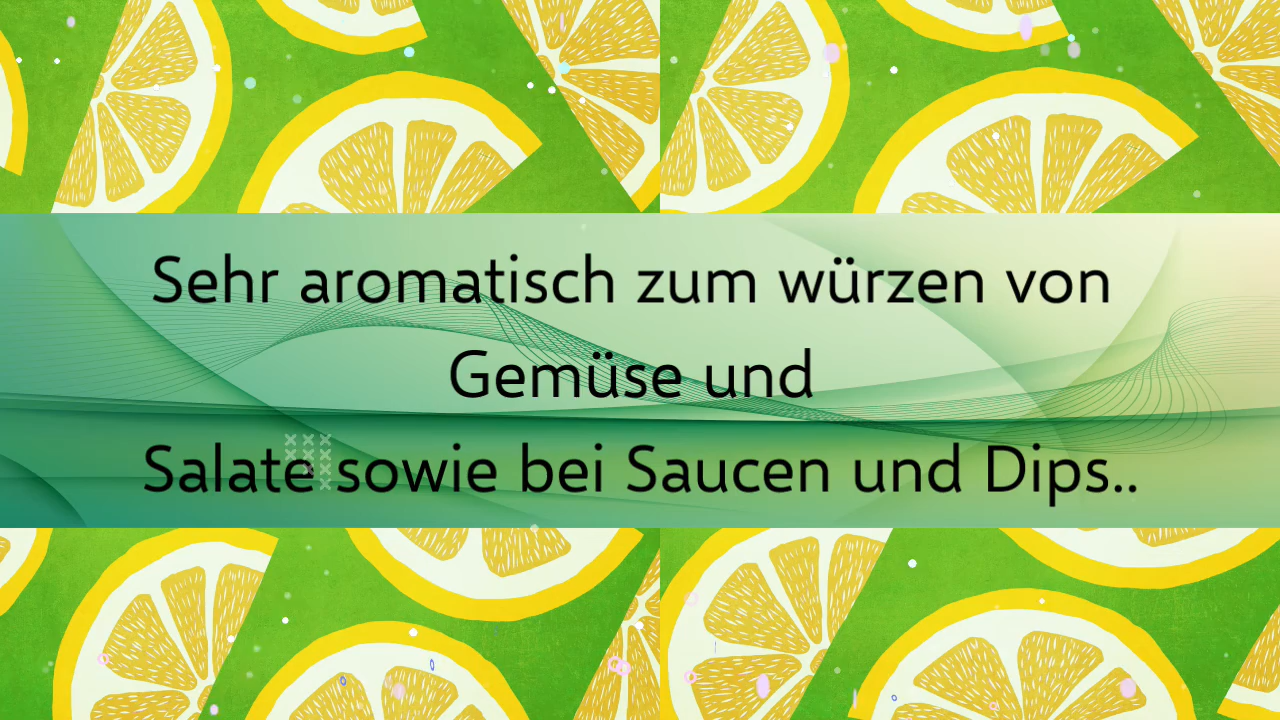 Sehr aromatisch zum würzen von
Gemüse und
Salate sowie bei Saucen und Dips..